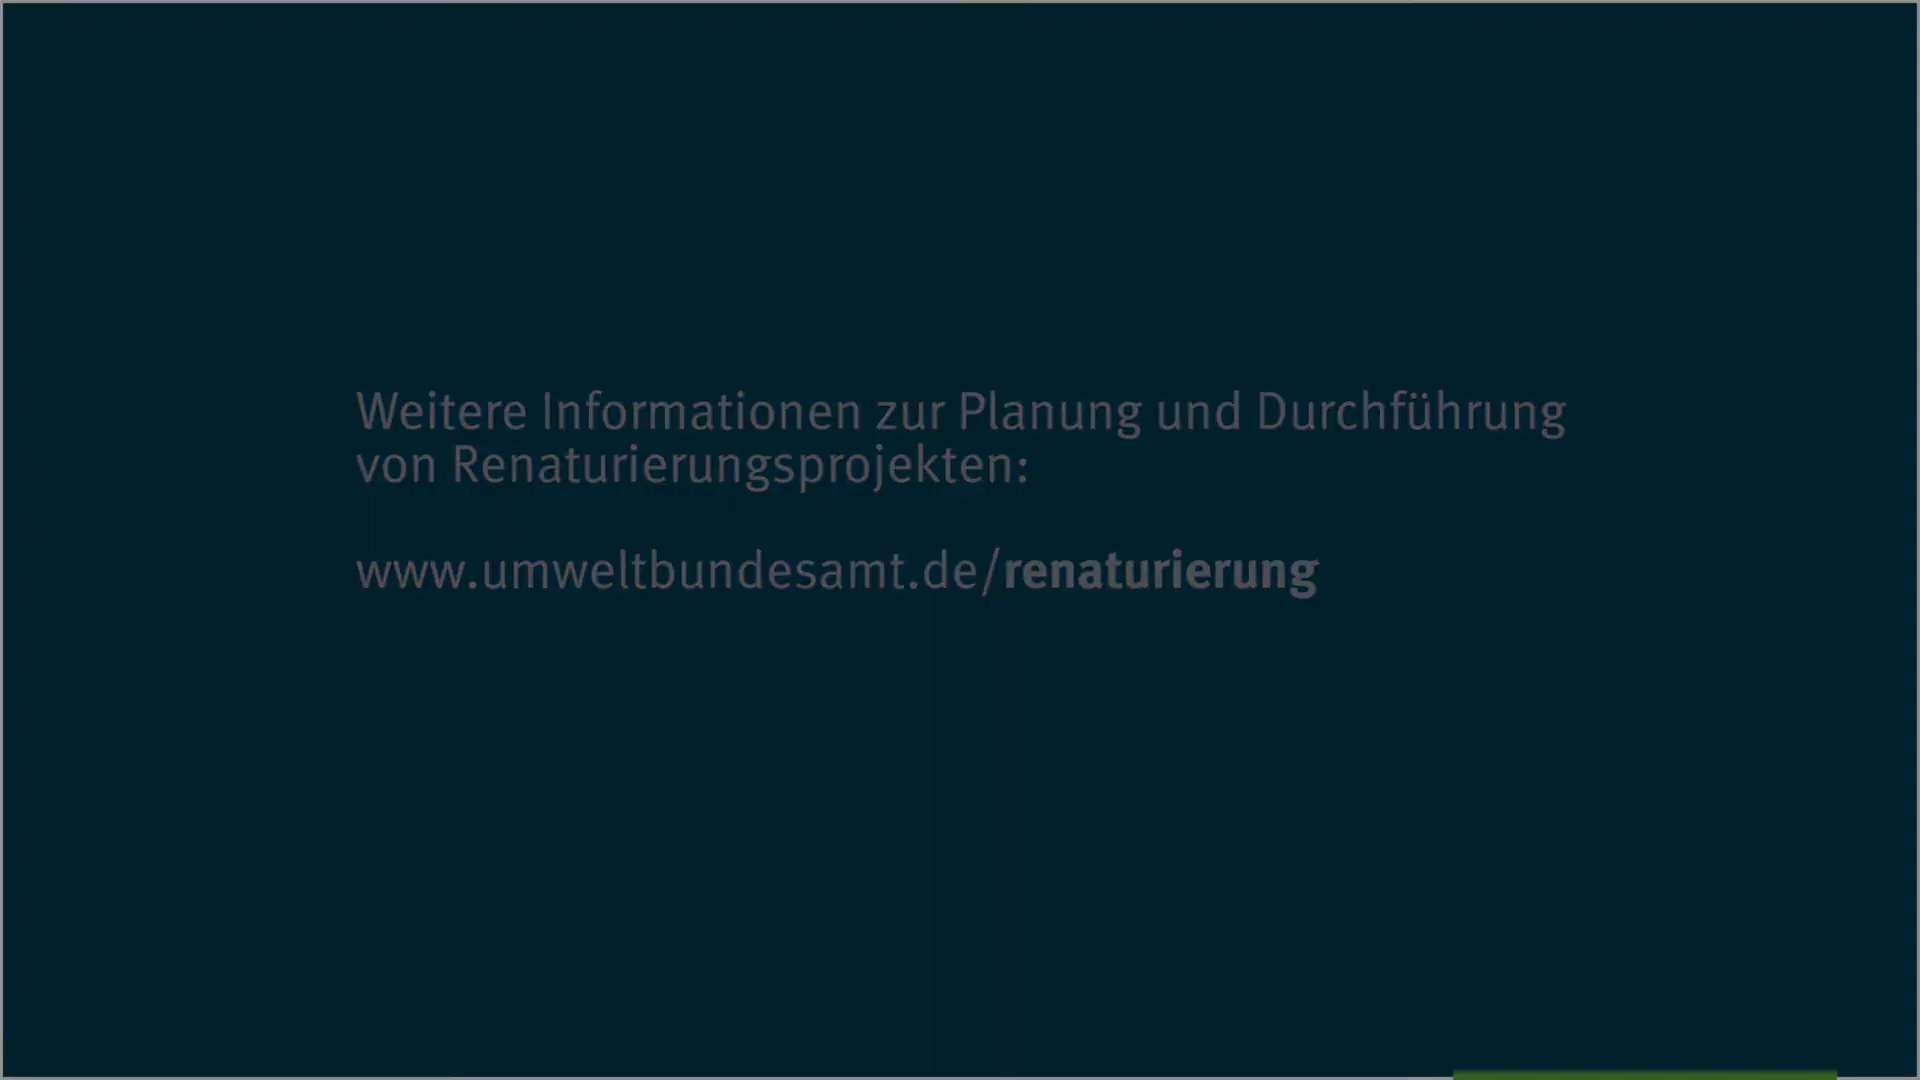 Weitere Informationen zur Planung und Durchführung
von Renaturierungsprojekten:
www.umweltbundesamt.de/renaturierung